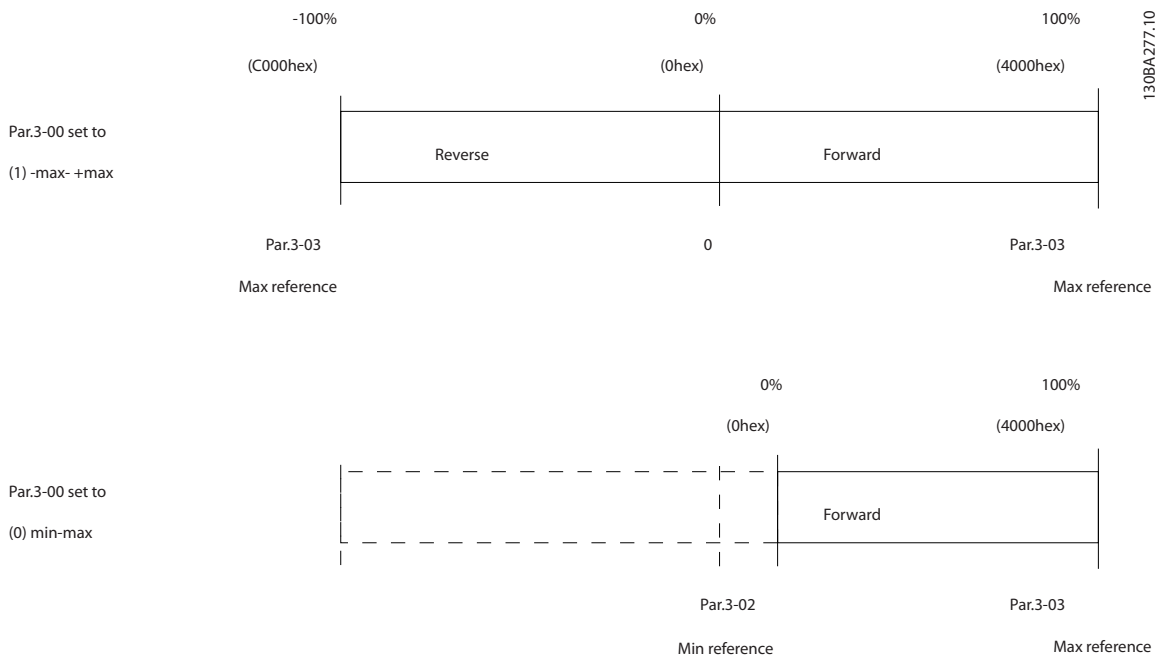 -100% 0% 100%
(C000hex) (0hex) (4000hex)
130BA277.10
Par.3-00 set to
(1) -max- +max
Reverse Forward
Par.3-03 0 Par.3-03
Max reference Max reference
0% 100%
(0hex) (4000hex)
Par.3-00 set to
(0) min-max
Forward
Par.3-02 Par.3-03
Min reference Max reference